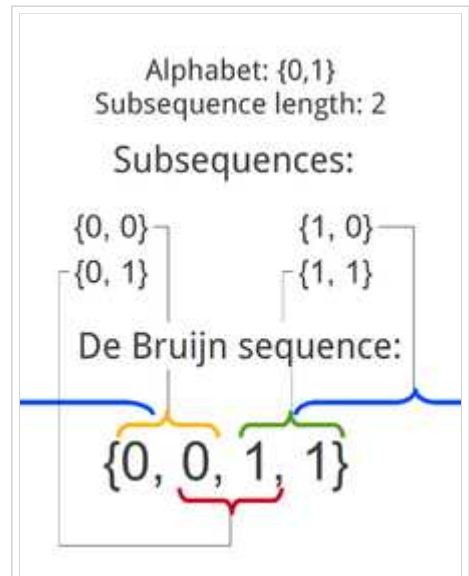 Alphabet: {0,1}
Subsequence length: 2
Subsequences:
{0, 0} {1, 0}
{0, 1} {1, 1}
De Bruijn sequence:
{0, 0, 1, 1}